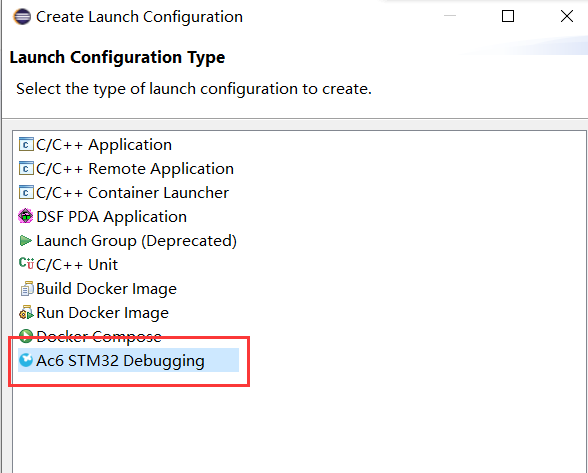 Create Launch Configuration
Launch Configuration Type
Select the type of launch configuration to create.
C/C++ Application
C/C++ Remote Application
C/C++ Container Launcher
DSF PDA Application
Launch Group (Deprecated)
C/C++ Unit
Build Docker Image
Run Docker Image
Docker Compose
Ac6 STM32 Debugging